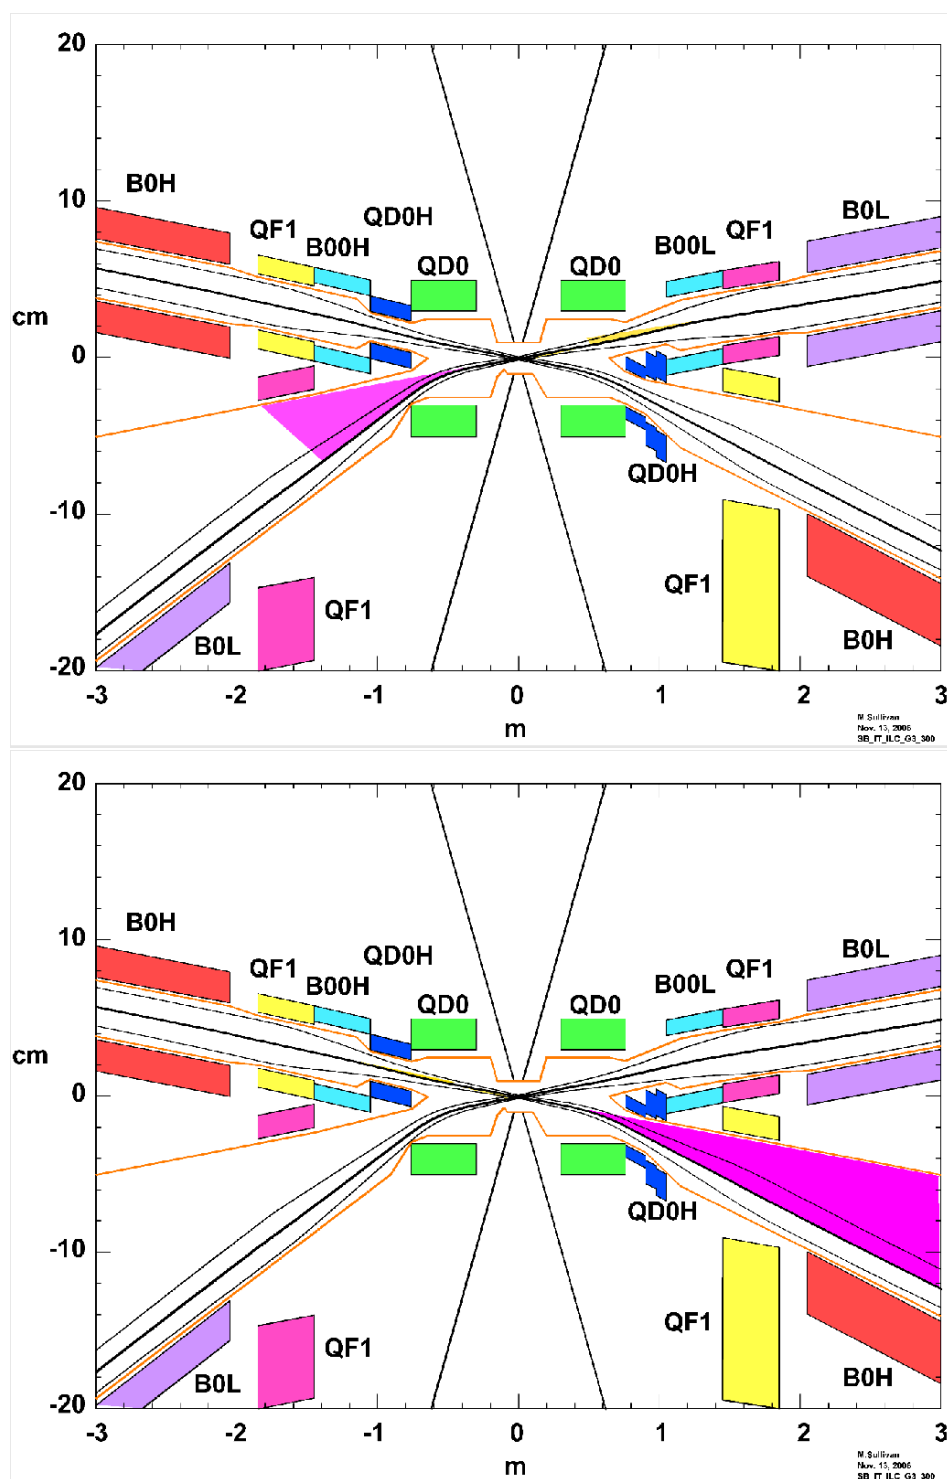 20
B0H
B0L
10
QD0H
QF1
QF1
B00H
B00L
QD0
QD0
cm
0
QD0H
-10
QF1
QF1
B0L
B0H
-20
-3
-2
-1
0
1
2
3
m
M.Sullivan
Nov. 13, 2006
SB_IT_ILC_G3_300
20
B0H
B0L
10
QD0H
QF1
QF1
B00H
B00L
QD0
QD0
cm
0
QD0H
-10
QF1
QF1
B0L
B0H
-20
-3
-2
-1
0
1
2
3
m
M.Sullivan
Nov. 13, 2006
SB_IT_ILC_G3_300